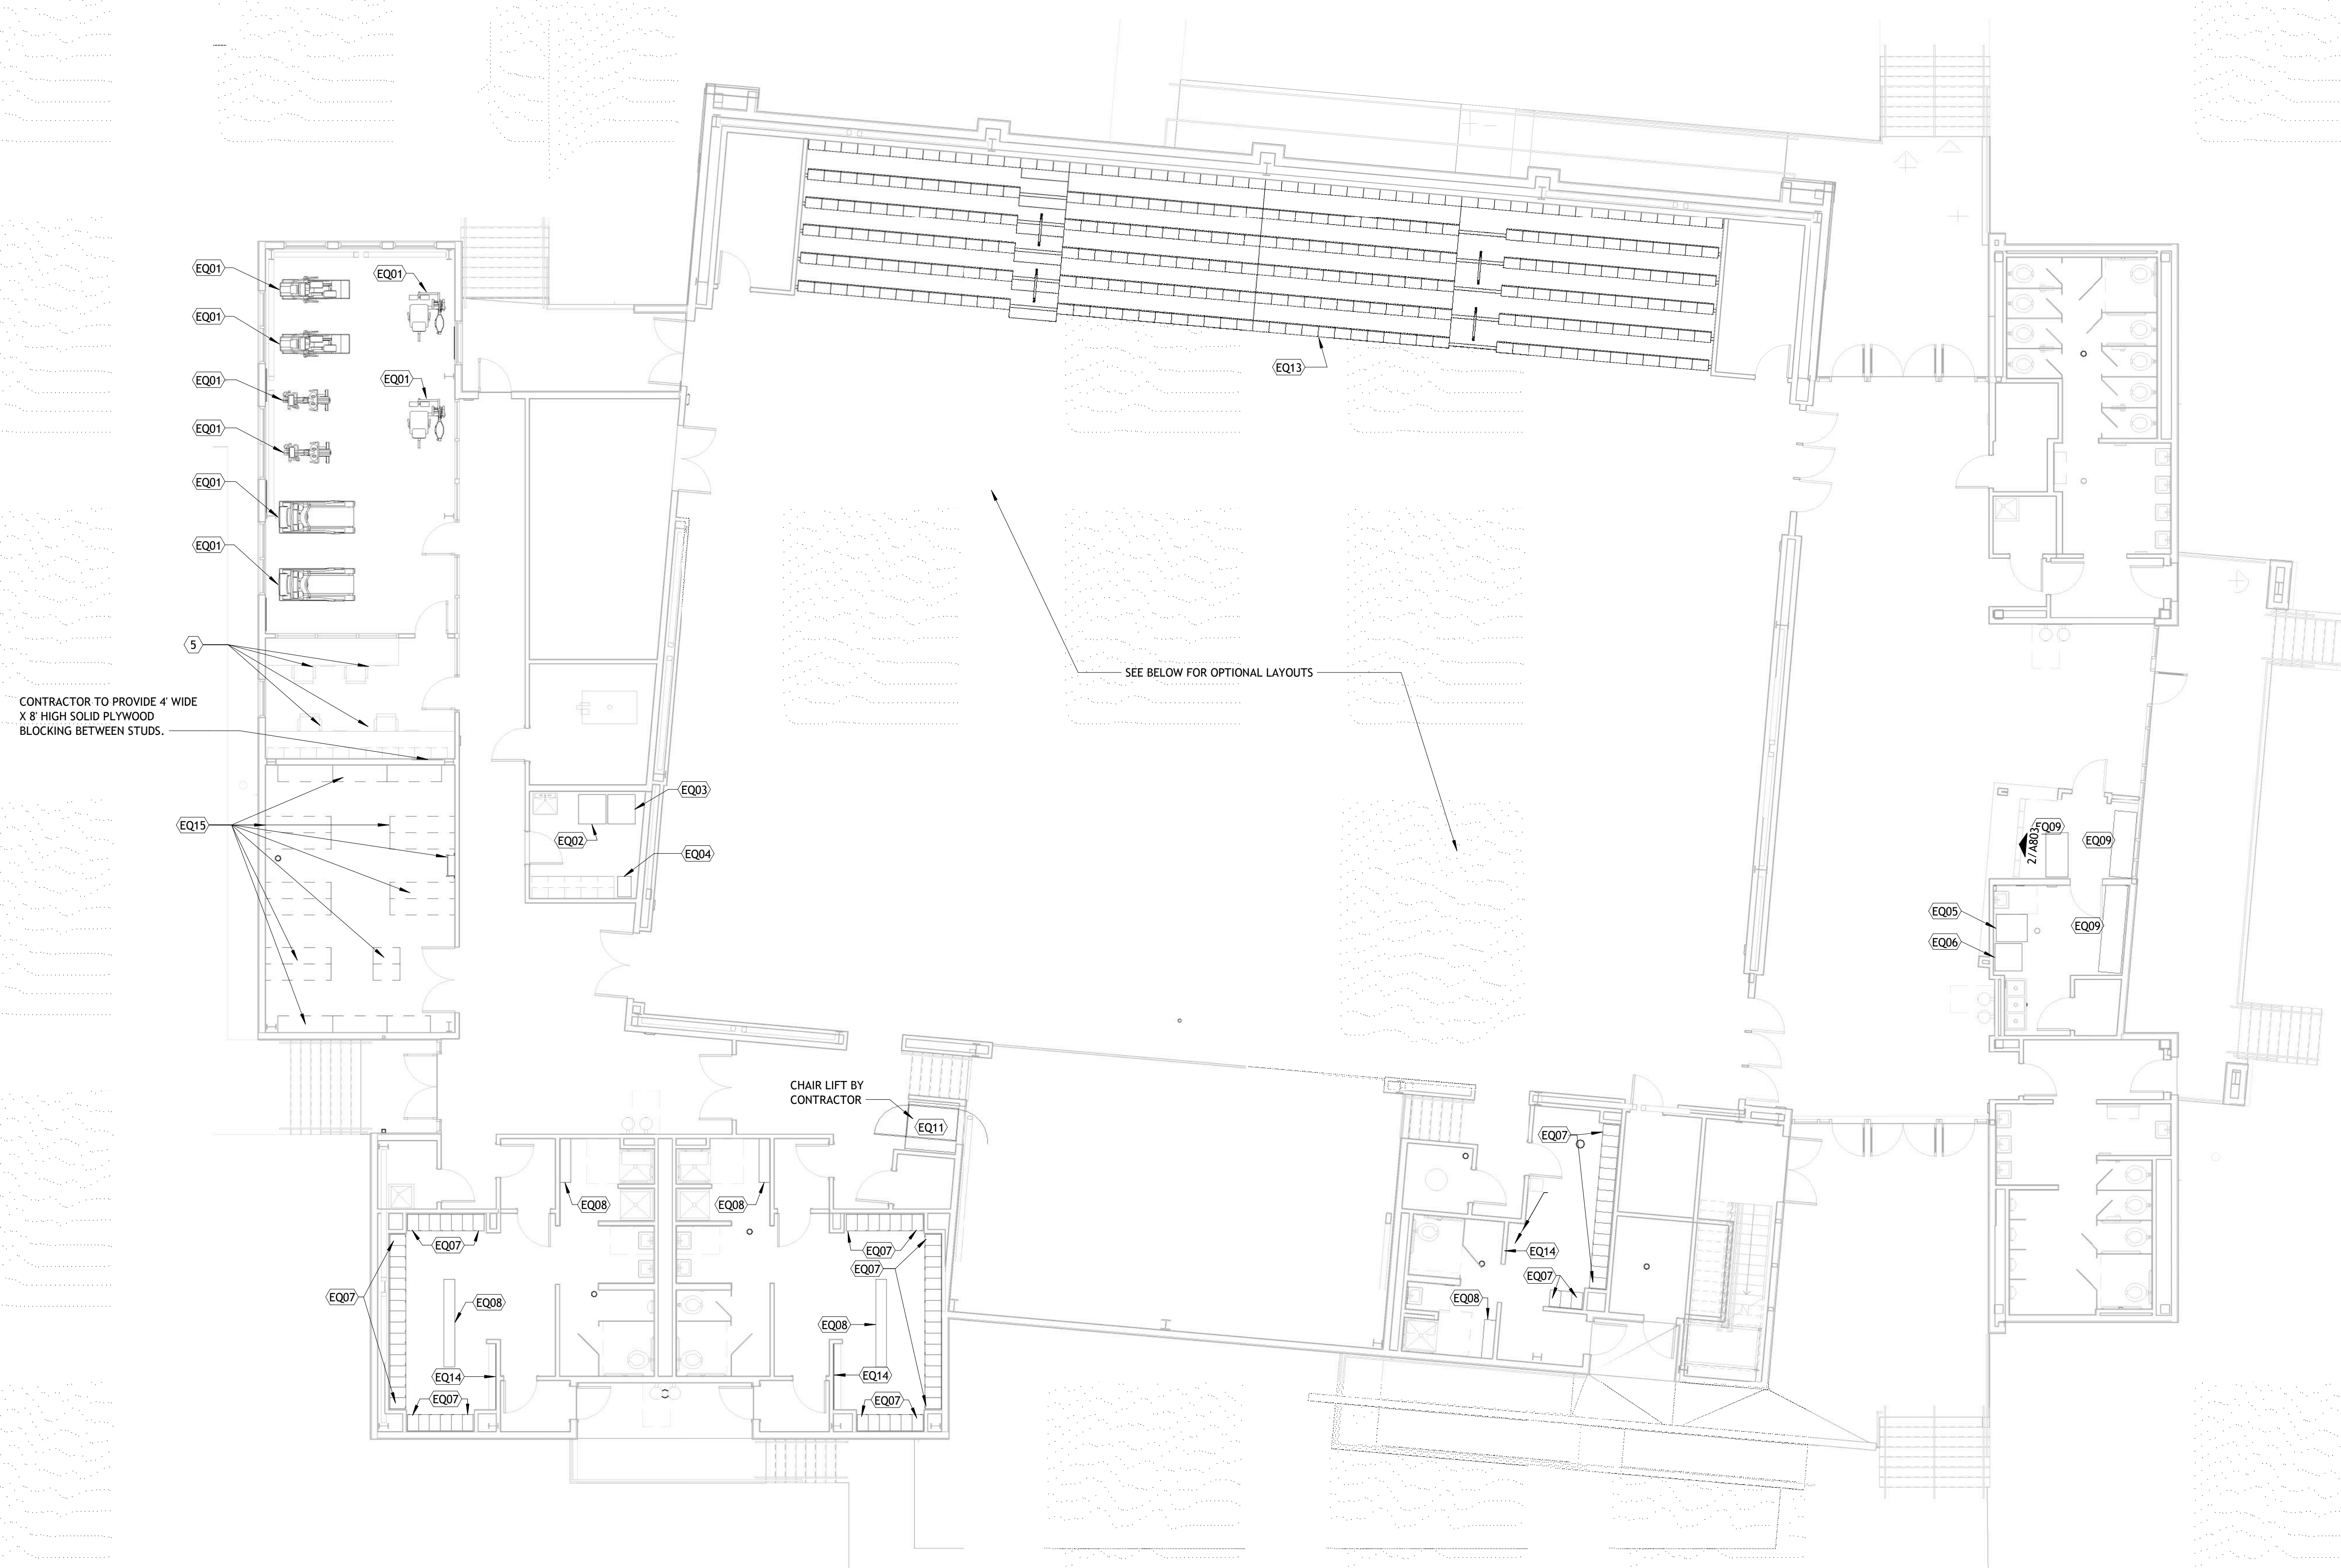 EQ01
EQ01
EQ01
EQ01
EQ01
EQ01
EQ01
EQ01
EQ13
5
SEE BELOW FOR OPTIONAL LAYOUTS
CONTRACTOR TO PROVIDE 4' WIDE
X 8' HIGH SOLID PLYWOOD
BLOCKING BETWEEN STUDS.
EQ03
EQ15
EQ02
EQ04
EQ09
EQ09
2/A803
EQ05
EQ09
EQ06
CHAIR LIFT BY
CONTRACTOR
EQ11
EQ07
EQ08
EQ08
EQ07
EQ07
EQ14
EQ07
EQ07
EQ07
EQ08
EQ08
EQ08
EQ14
EQ14
EQ07
EQ07